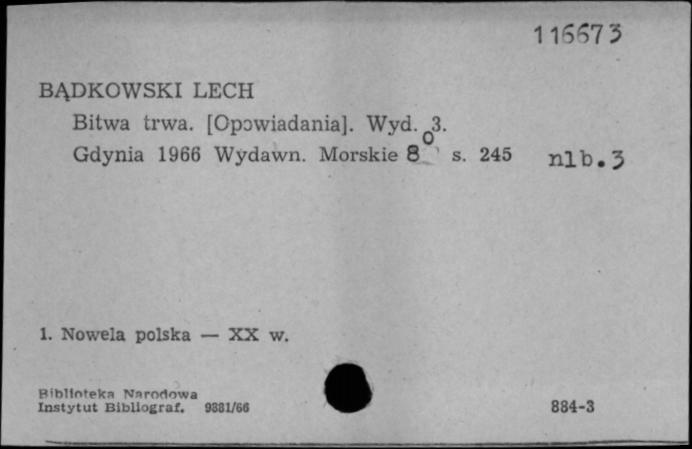 116673
BĄDKOWSKI LECH
Bitwa trwa. [Opowiadania]. Wyd. 3.
Gdynia 1966 Wydawn. Morskie 8⁰ s. 245 nlb.3
1. Nowela polska — XX w.
Biblioteka Narodowa
Instytut Bibliograf. 9881/66
884-3